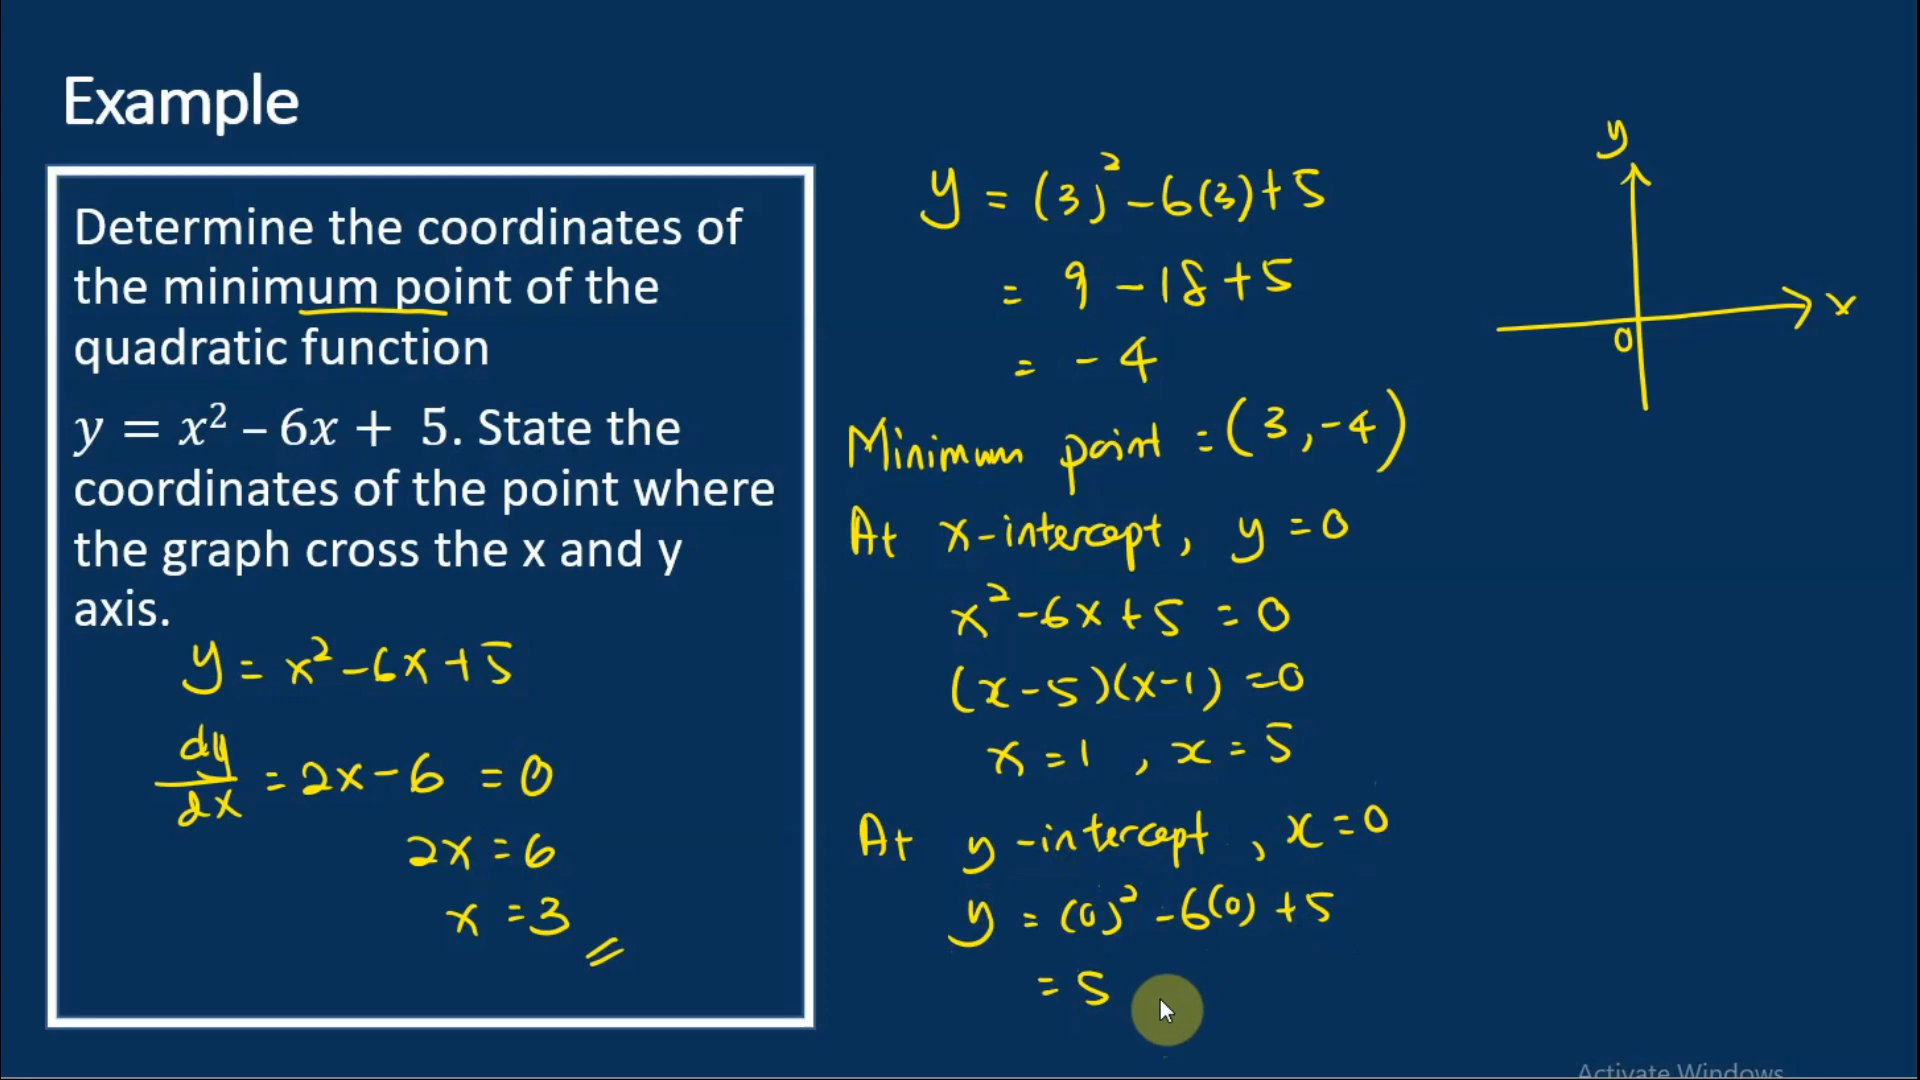 Example
Determine the coordinates of
the minimum point of the
quadratic function
y = x² – 6x + 5. State the
coordinates of the point where
the graph cross the x and y
axis.
y = x² - 6x + 5
dy/dx = 2x - 6 = 0
2x = 6
x = 3
y = (3)² - 6(3) + 5
= 9 - 18 + 5
= - 4
Minimum point = (3, -4)
At x-intercept, y = 0
x² - 6x + 5 = 0
(x - 5)(x - 1) = 0
x = 1 , x = 5
At y-intercept , x = 0
y = (0)² - 6(0) + 5
= 5
y
x
0
Activate Windows